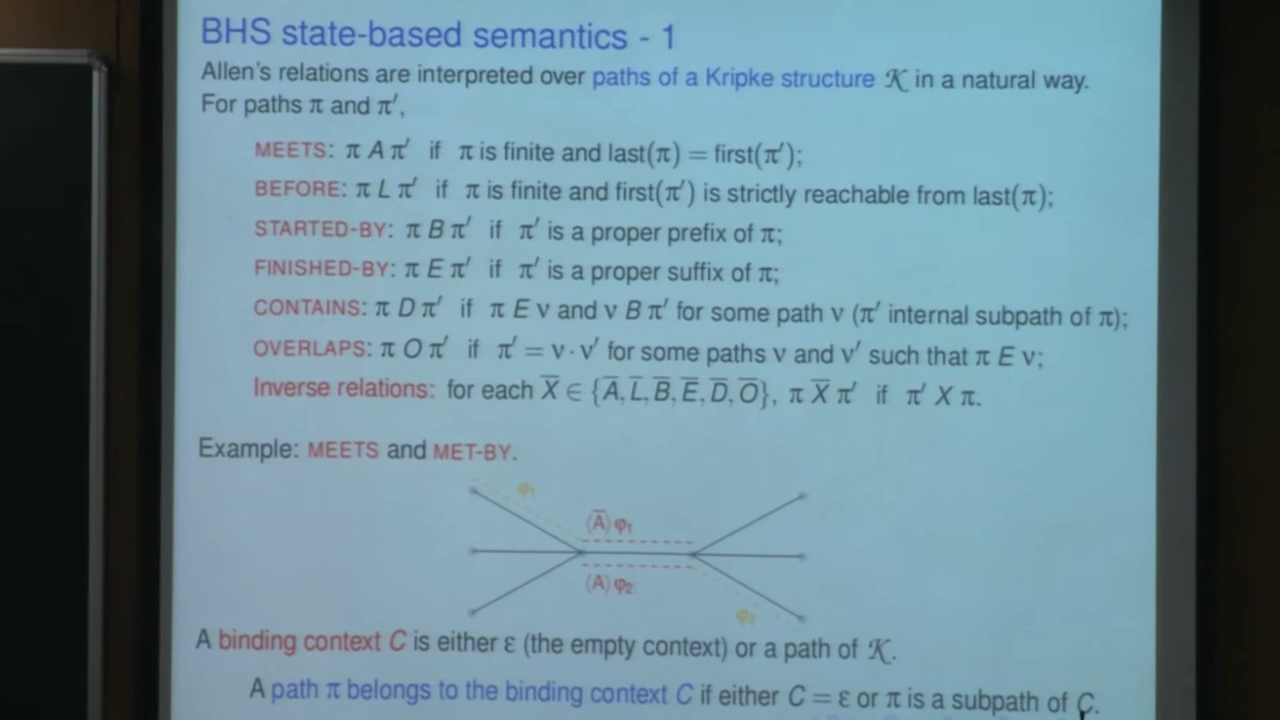 BHS state-based semantics - 1
Allen's relations are interpreted over paths of a Kripke structure 𝒦 in a natural way.
For paths π and π′,
MEETS: π A π′ if π is finite and last(π) = first(π′);
BEFORE: π L π′ if π is finite and first(π′) is strictly reachable from last(π);
STARTED-BY: π B π′ if π′ is a proper prefix of π;
FINISHED-BY: π E π′ if π′ is a proper suffix of π;
CONTAINS: π D π′ if π E ν and ν B π′ for some path ν (π′ internal subpath of π);
OVERLAPS: π O π′ if π′ = ν · ν′ for some paths ν and ν′ such that π E ν;
Inverse relations: for each X̅ ∈ {A̅, L̅, B̅, E̅, D̅, O̅}, π X̅ π′ if π′ X π.
Example: MEETS and MET-BY.
φ₁
⟨A̅⟩ φ₁
⟨A⟩ φ₂
φ₂
A binding context C is either ε (the empty context) or a path of 𝒦.
A path π belongs to the binding context C if either C = ε or π is a subpath of C.